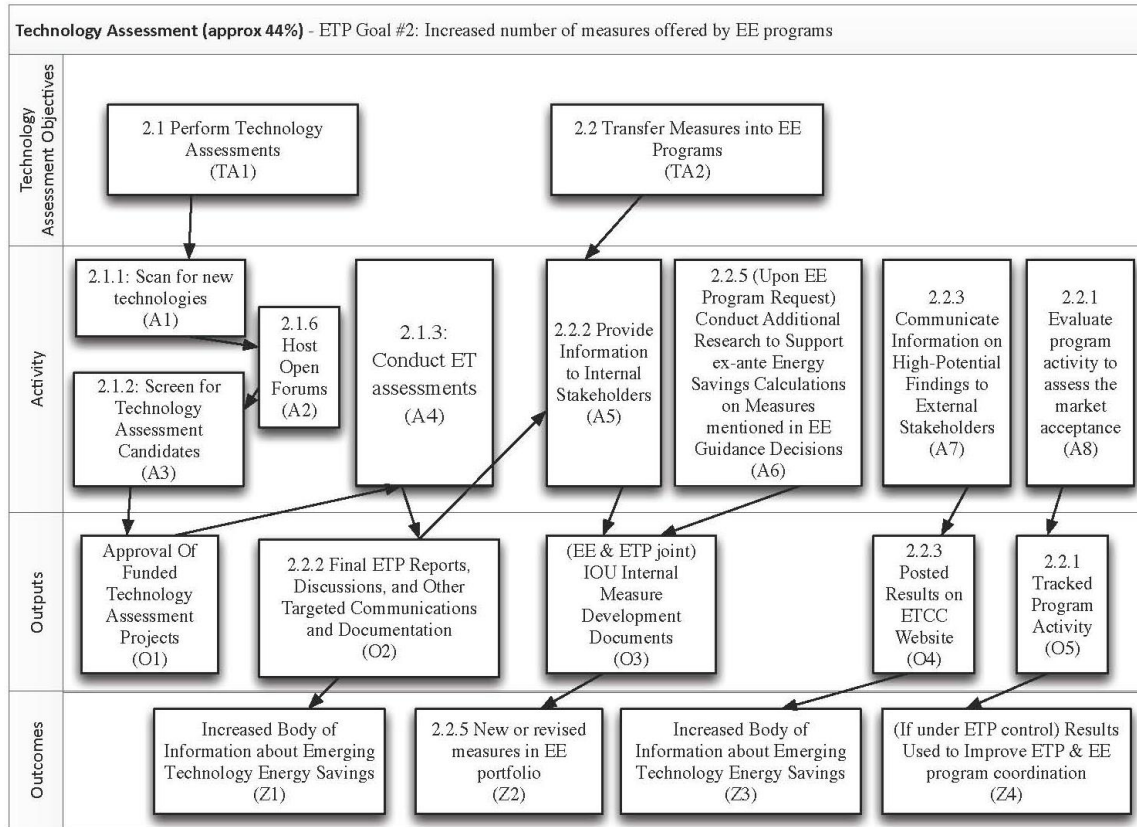 Technology Assessment (approx 44%) - ETP Goal #2: Increased number of measures offered by EE programs
Technology
Assessment Objectives
2.1 Perform Technology
Assessments
(TA1)
2.2 Transfer Measures into EE
Programs
(TA2)
Activity
2.1.1: Scan for new
technologies
(A1)
2.1.6
Host
Open
Forums
(A2)
2.1.2: Screen for
Technology
Assessment
Candidates
(A3)
2.1.3:
Conduct ET
assessments
(A4)
2.2.2 Provide
Information
to Internal
Stakeholders
(A5)
2.2.5 (Upon EE
Program Request)
Conduct Additional
Research to Support
ex-ante Energy
Savings Calculations
on Measures
mentioned in EE
Guidance Decisions
(A6)
2.2.3
Communicate
Information on
High-Potential
Findings to
External
Stakeholders
(A7)
2.2.1
Evaluate
program
activity to
assess the
market
acceptance
(A8)
Outputs
Approval Of
Funded
Technology
Assessment
Projects
(O1)
2.2.2 Final ETP Reports,
Discussions, and Other
Targeted Communications
and Documentation
(O2)
(EE & ETP joint)
IOU Internal
Measure
Development
Documents
(O3)
2.2.3
Posted
Results on
ETCC
Website
(O4)
2.2.1
Tracked
Program
Activity
(O5)
Outcomes
Increased Body of
Information about Emerging
Technology Energy Savings
(Z1)
2.2.5 New or revised
measures in EE
portfolio
(Z2)
Increased Body of
Information about Emerging
Technology Energy Savings
(Z3)
(If under ETP control) Results
Used to Improve ETP & EE
program coordination
(Z4)